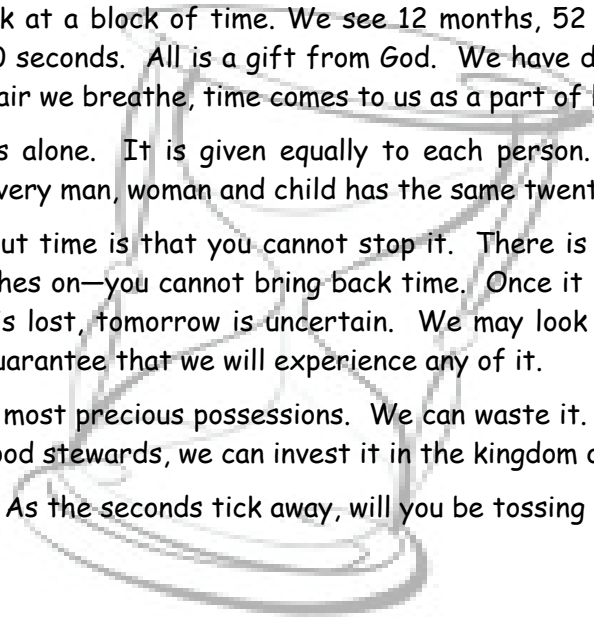 k at a block of time. We see 12 months, 52
0 seconds. All is a gift from God. We have d
air we breathe, time comes to us as a part of
s alone. It is given equally to each person.
very man, woman and child has the same twent
ut time is that you cannot stop it. There is
hes on—you cannot bring back time. Once it
s lost, tomorrow is uncertain. We may look
uarantee that we will experience any of it.
most precious possessions. We can waste it.
ood stewards, we can invest it in the kingdom
As the seconds tick away, will you be tossing